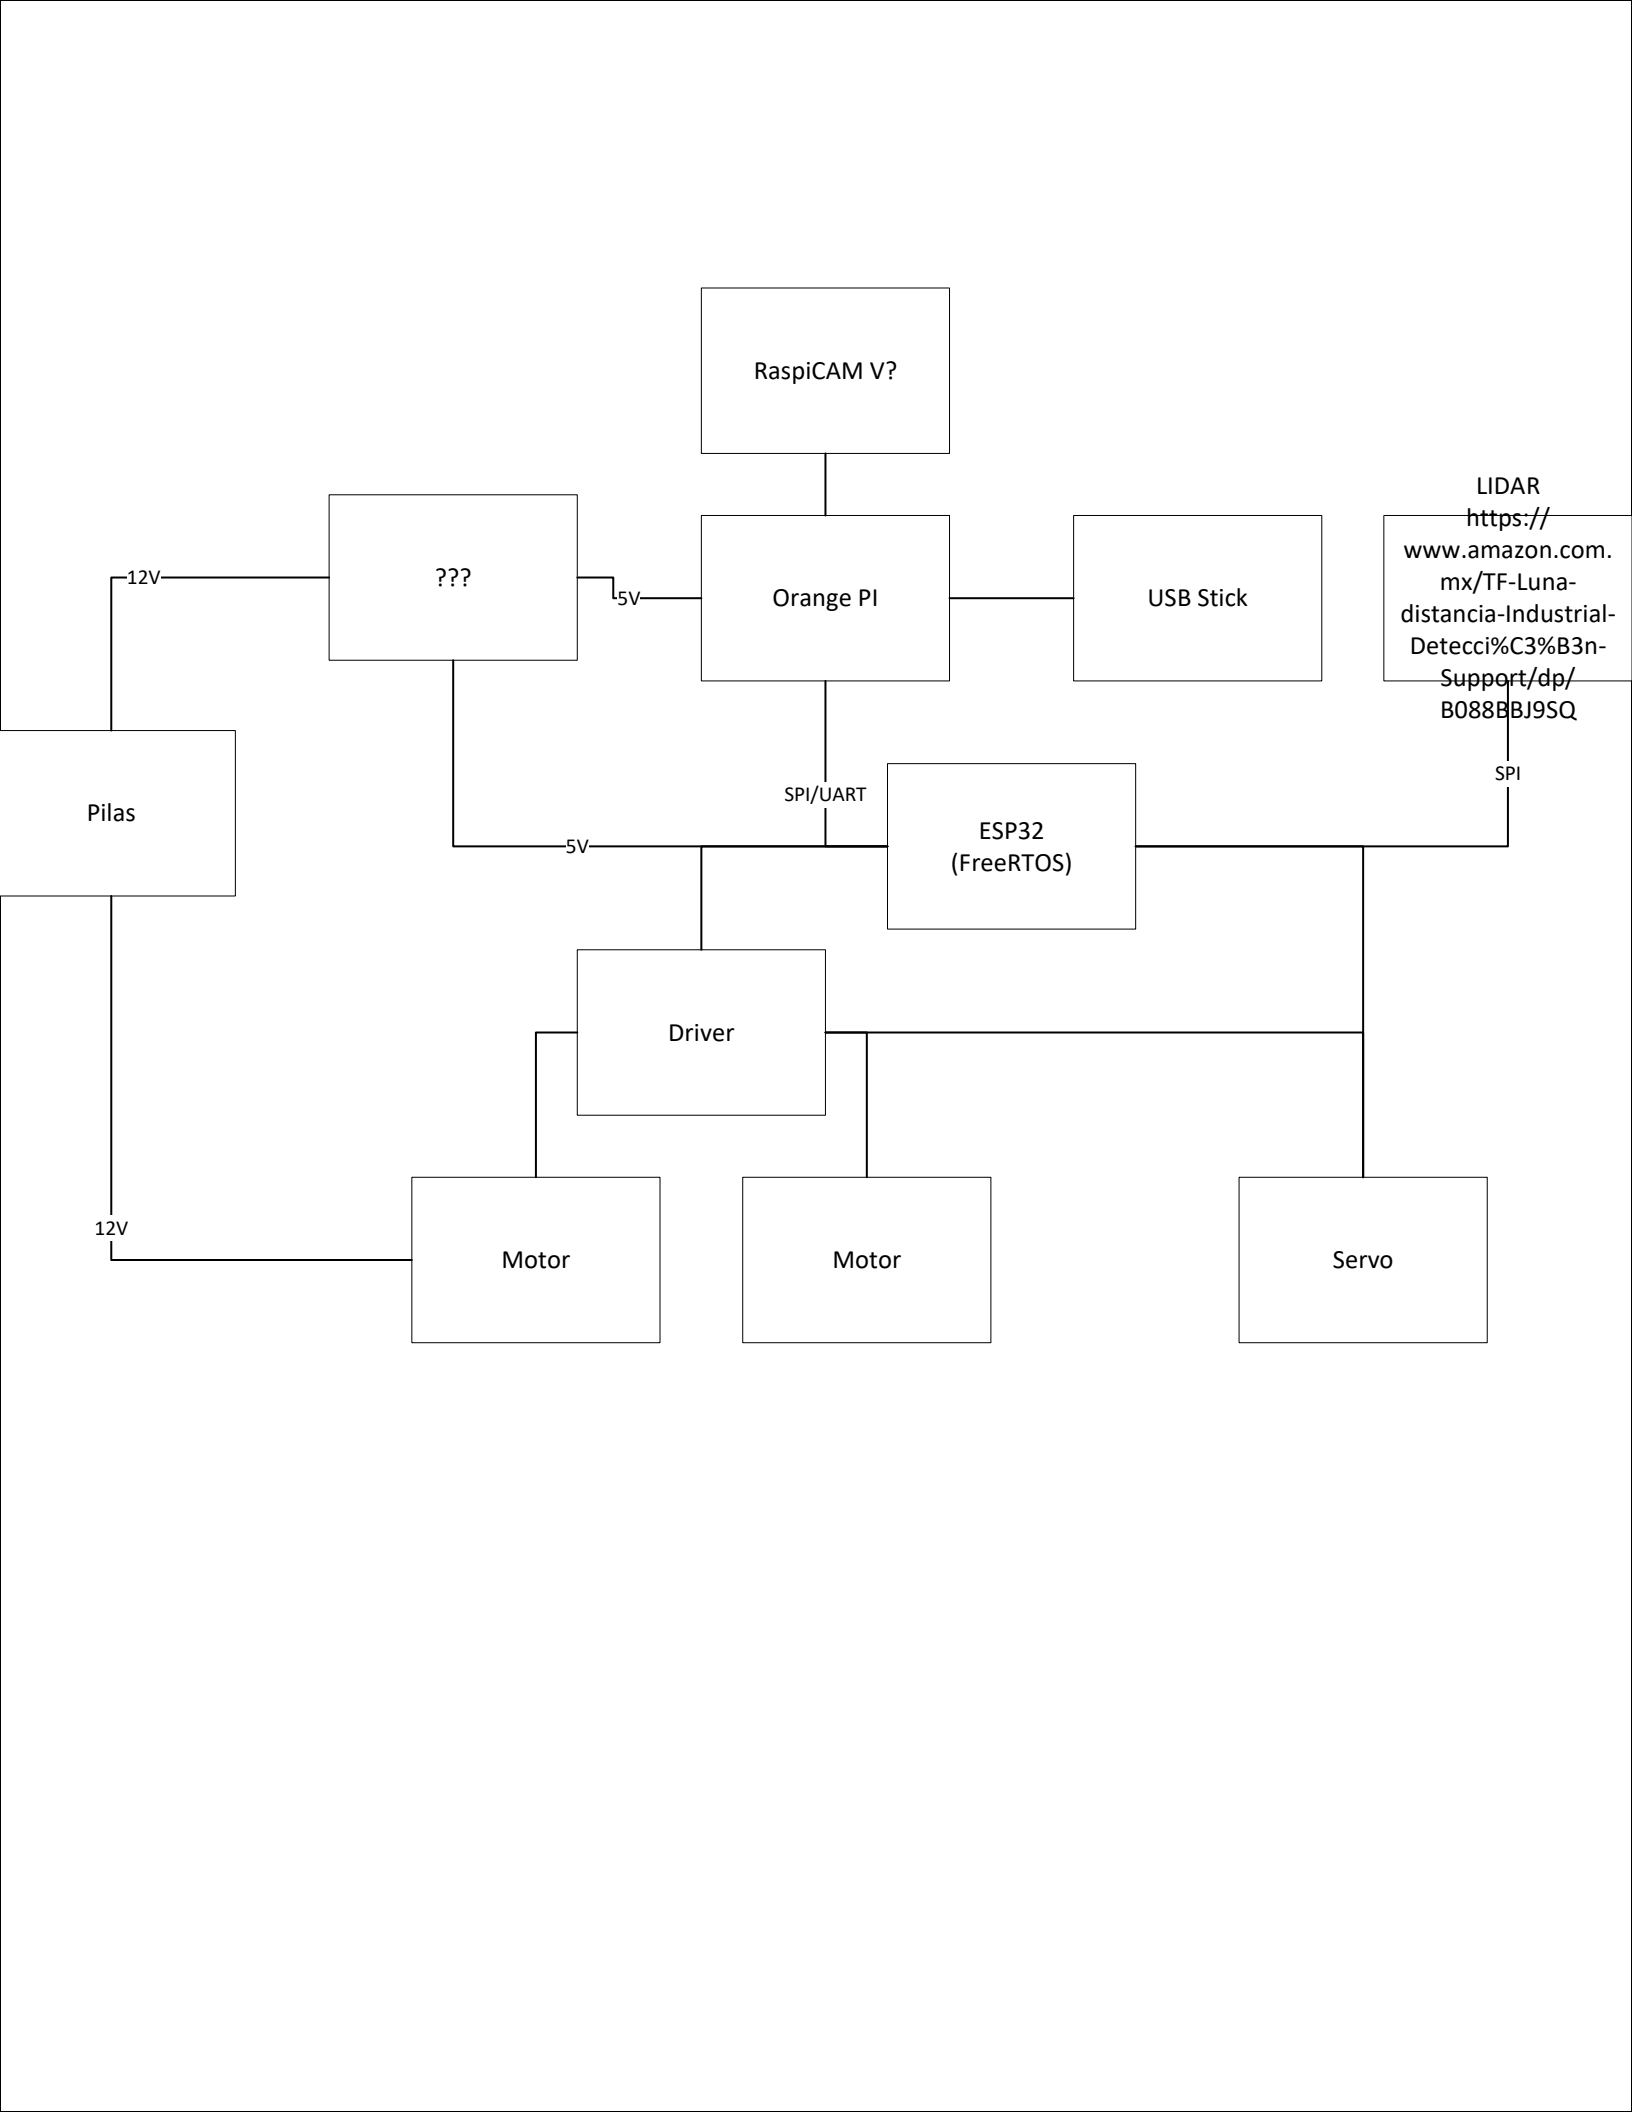 RaspiCAM V?
LIDAR
https://
www.amazon.com.
mx/TF-Luna-
distancia-Industrial-
Detecci%C3%B3n-
Support/dp/
B088BBJ9SQ
12V
???
5V
Orange PI
USB Stick
SPI
SPI/UART
Pilas
5V
ESP32
(FreeRTOS)
Driver
12V
Motor
Motor
Servo